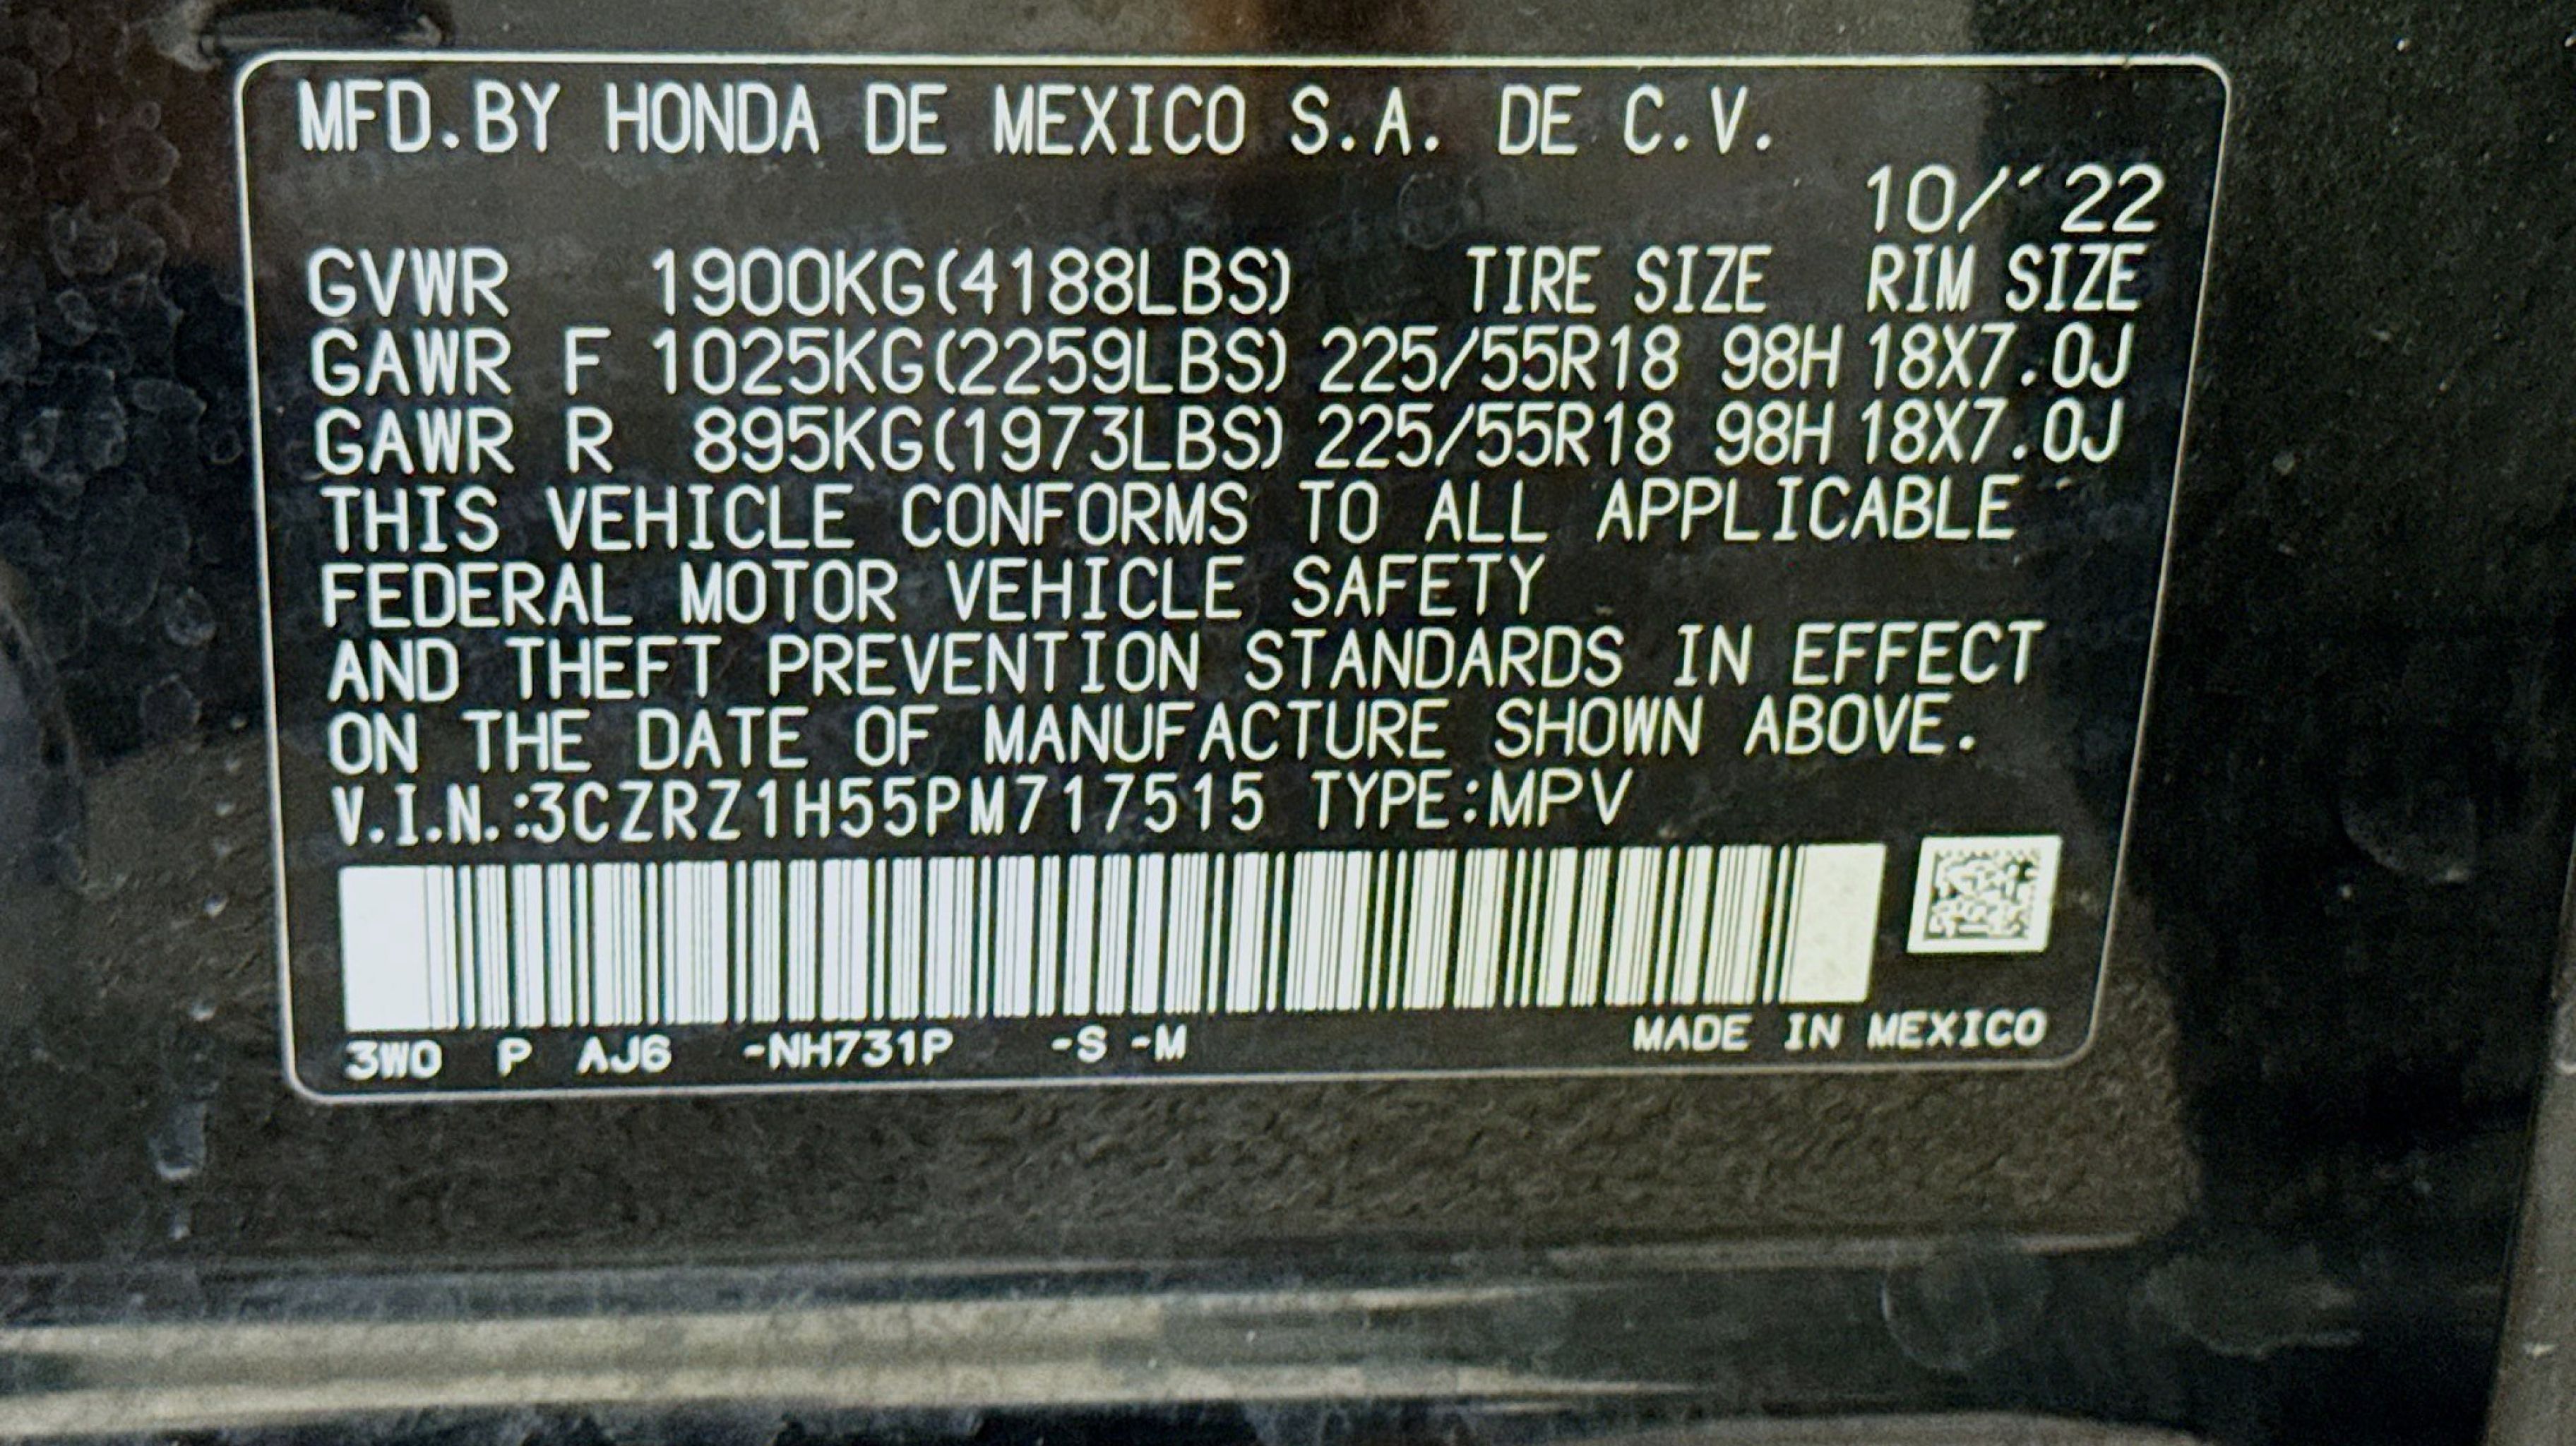 MFD.BY HONDA DE MEXICO S.A. DE C.V.
10/´22
GVWR 1900KG(4188LBS) TIRE SIZE RIM SIZE
GAWR F 1025KG(2259LBS) 225/55R18 98H 18X7.0J
GAWR R 895KG(1973LBS) 225/55R18 98H 18X7.0J
THIS VEHICLE CONFORMS TO ALL APPLICABLE
FEDERAL MOTOR VEHICLE SAFETY
AND THEFT PREVENTION STANDARDS IN EFFECT
ON THE DATE OF MANUFACTURE SHOWN ABOVE.
V.I.N.:3CZRZ1H55PM717515 TYPE:MPV
3W0 P AJ6 -NH731P -S -M MADE IN MEXICO